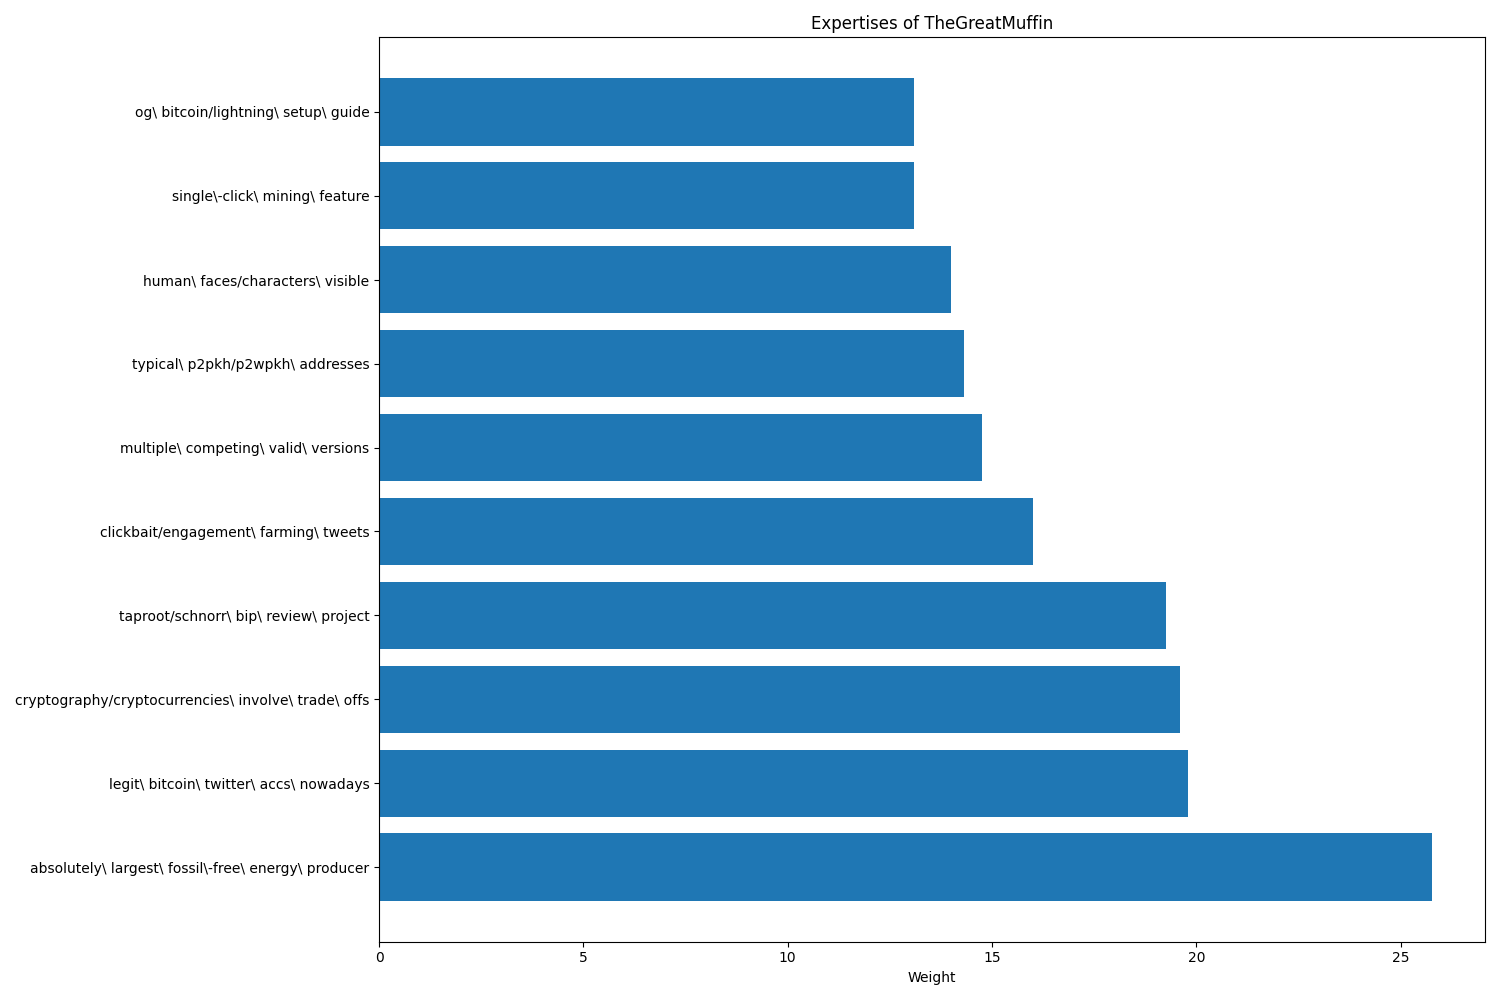 Expertises of TheGreatMuffin
og\ bitcoin/lightning\ setup\ guide
single\-click\ mining\ feature
human\ faces/characters\ visible
typical\ p2pkh/p2wpkh\ addresses
multiple\ competing\ valid\ versions
clickbait/engagement\ farming\ tweets
taproot/schnorr\ bip\ review\ project
cryptography/cryptocurrencies\ involve\ trade\ offs
legit\ bitcoin\ twitter\ accs\ nowadays
absolutely\ largest\ fossil\-free\ energy\ producer
0 5 10 15 20 25
Weight